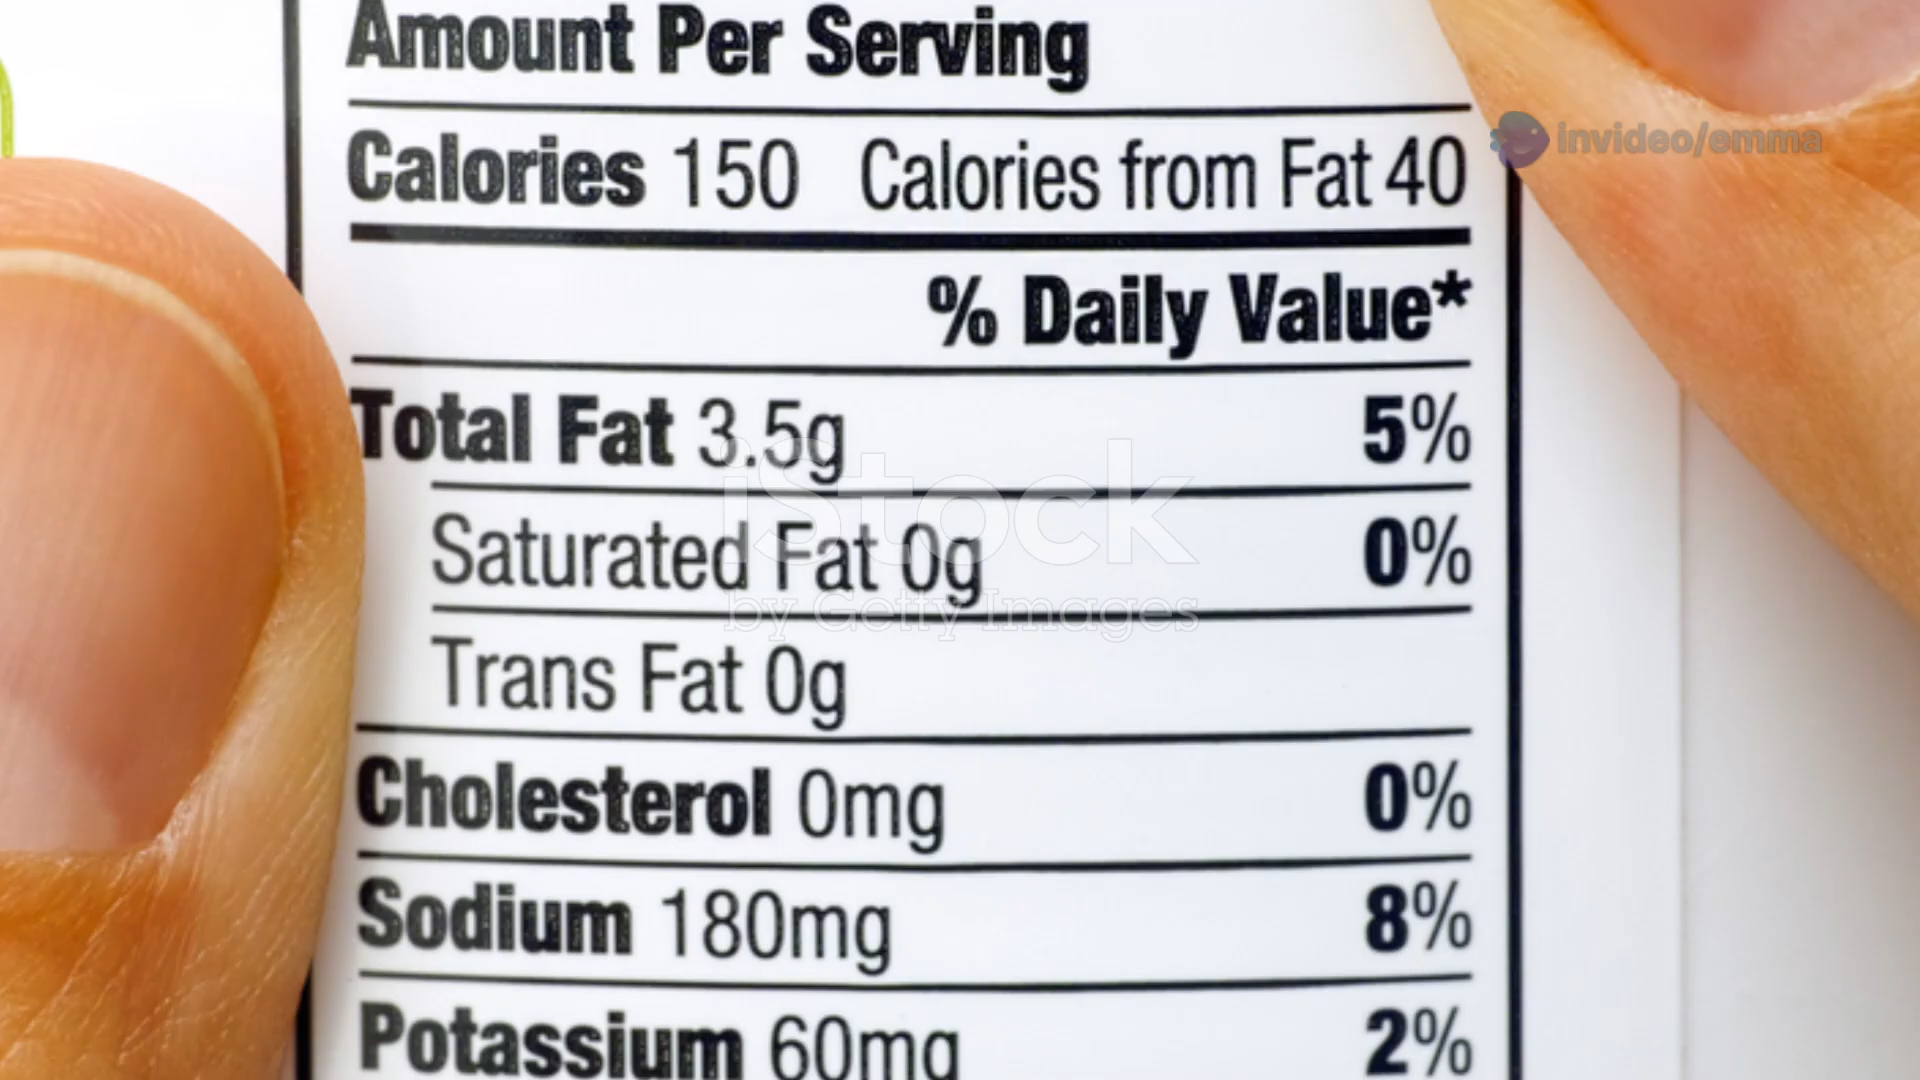 Amount Per Serving
Calories 150 Calories from Fat 40
invideo/emma
% Daily Value*
Total Fat 3.5g 5%
Saturated Fat 0g 0%
iStock
by Getty Images
Trans Fat 0g
Cholesterol 0mg 0%
Sodium 180mg 8%
Potassium 60mg 2%